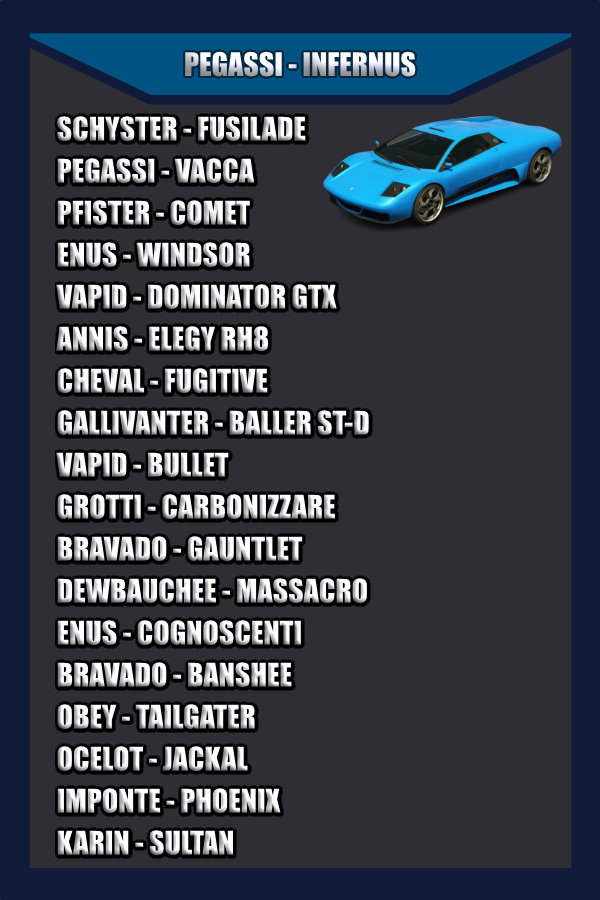 PEGASSI - INFERNUS
SCHYSTER - FUSILADE
PEGASSI - VACCA
PFISTER - COMET
ENUS - WINDSOR
VAPID - DOMINATOR GTX
ANNIS - ELEGY RH8
CHEVAL - FUGITIVE
GALLIVANTER - BALLER ST-D
VAPID - BULLET
GROTTI - CARBONIZZARE
BRAVADO - GAUNTLET
DEWBAUCHEE - MASSACRO
ENUS - COGNOSCENTI
BRAVADO - BANSHEE
OBEY - TAILGATER
OCELOT - JACKAL
IMPONTE - PHOENIX
KARIN - SULTAN